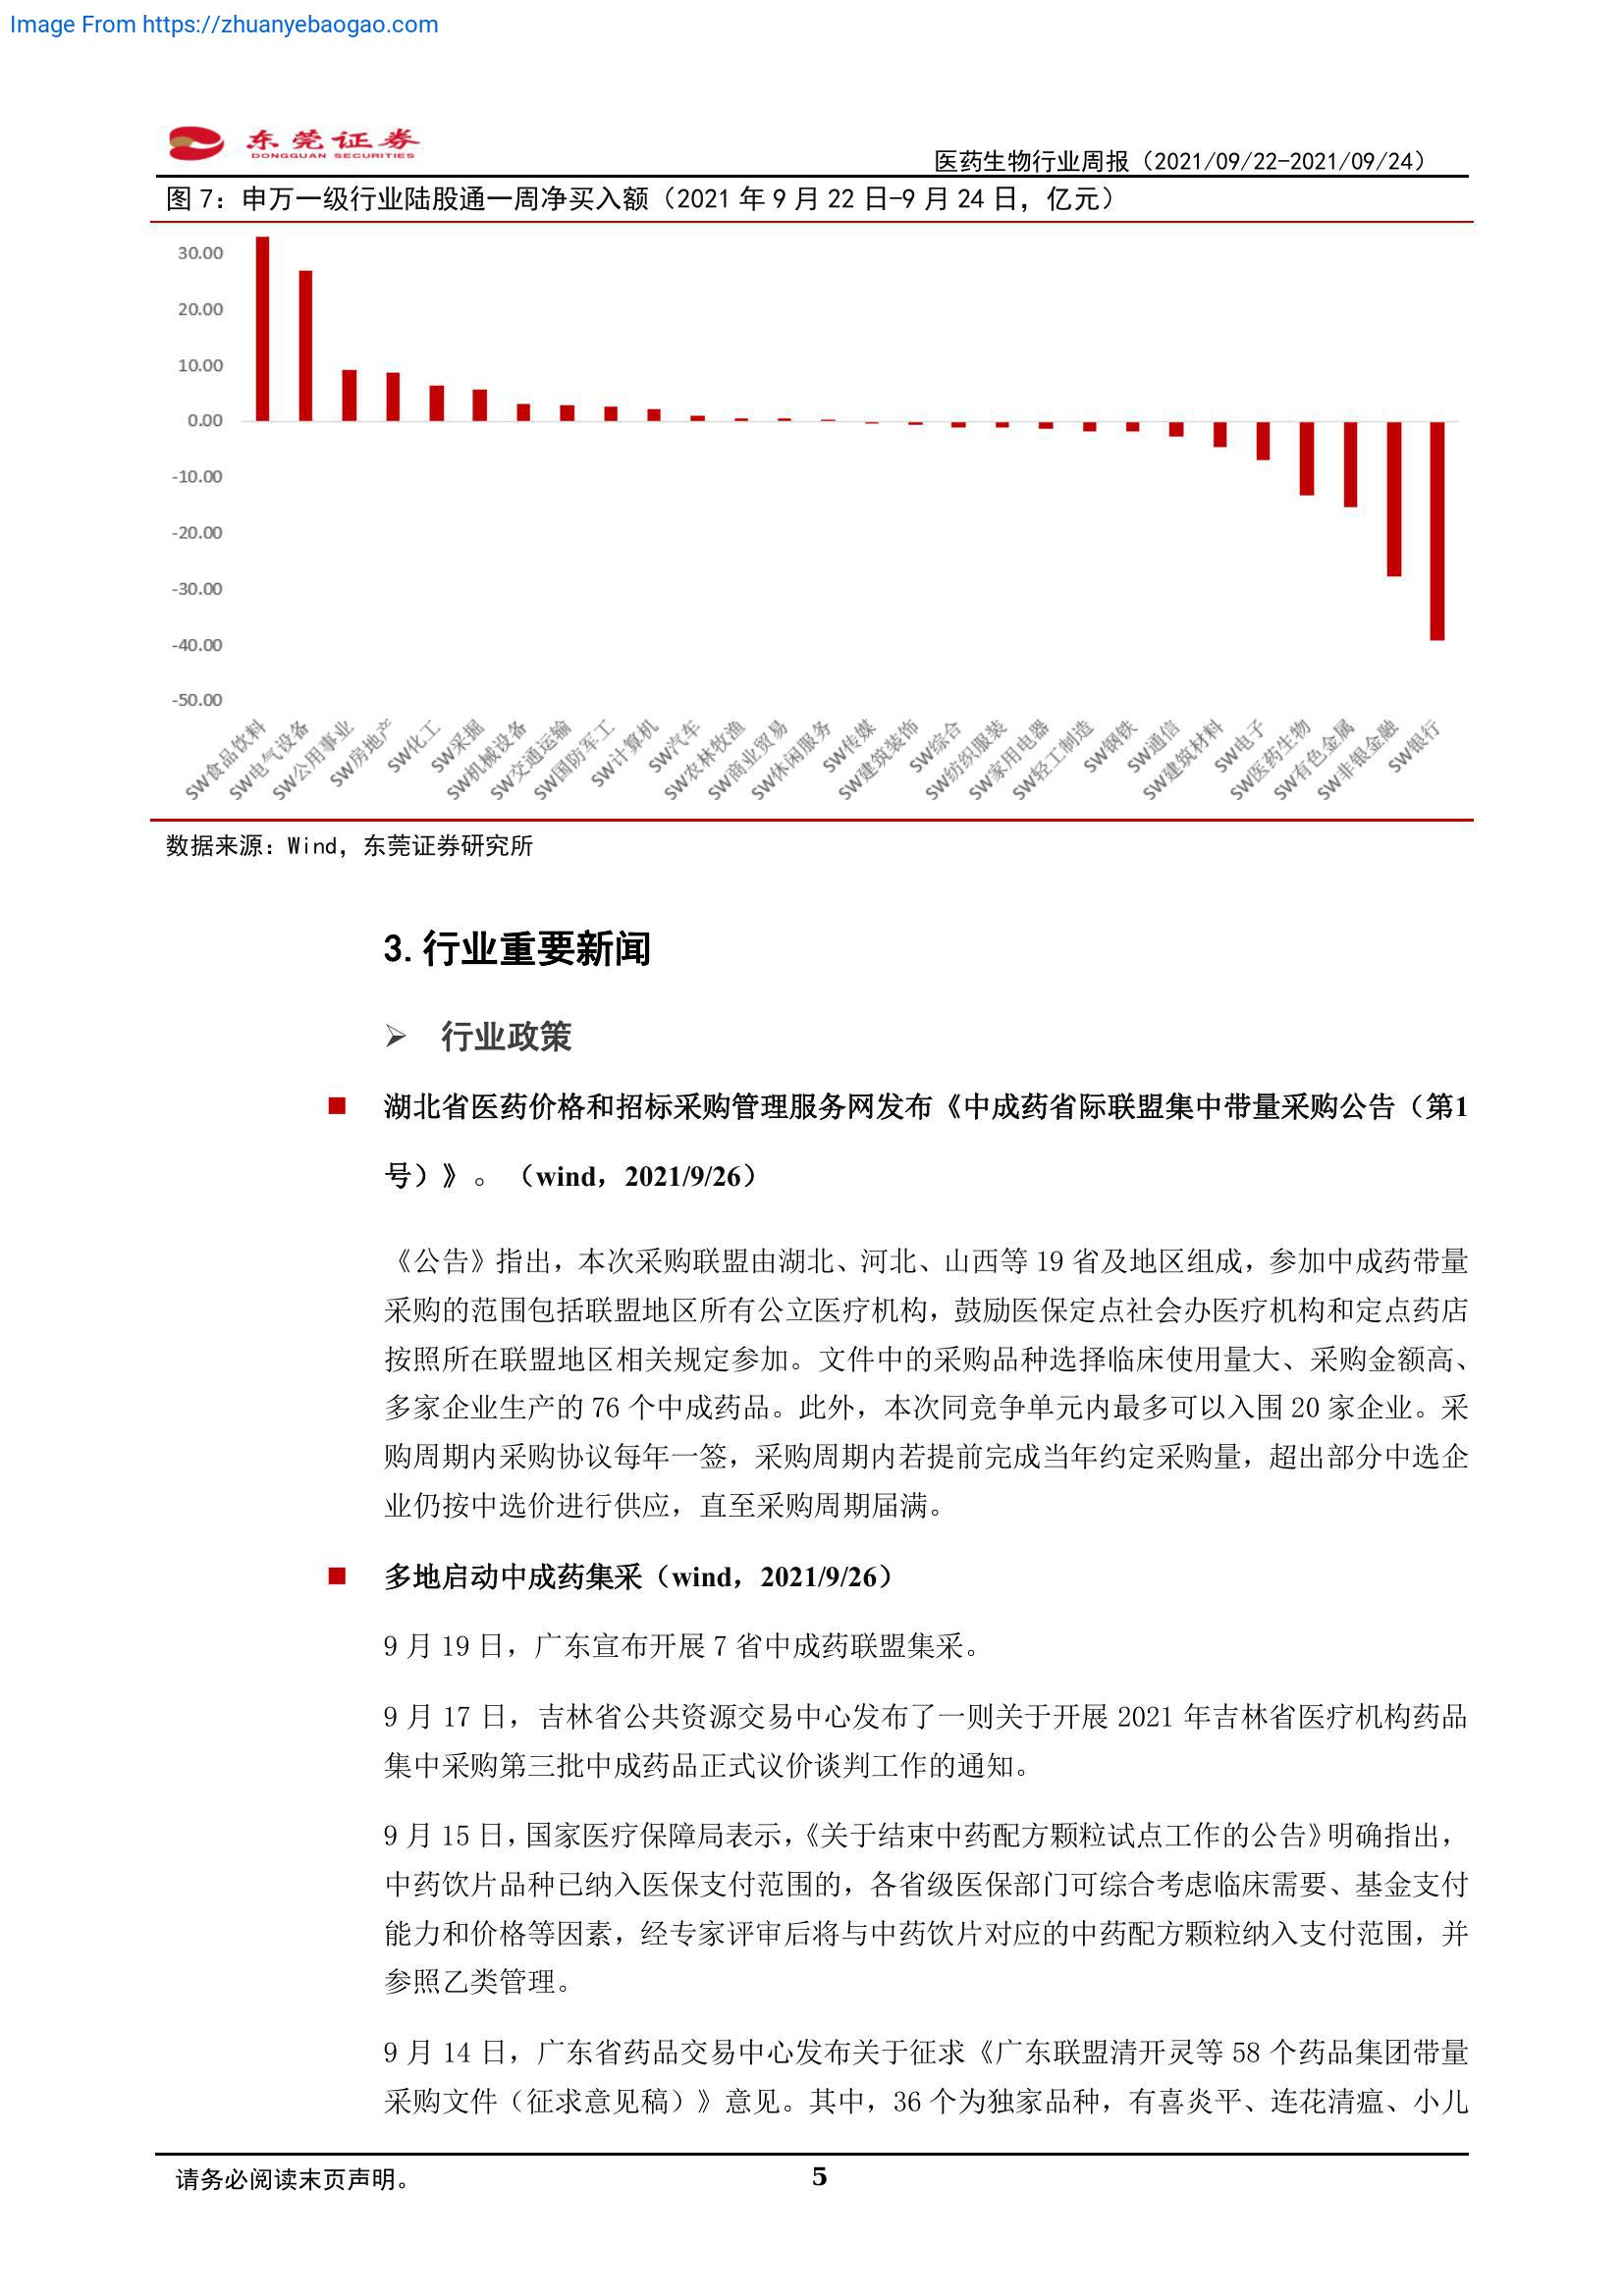 Image From https://zhuanyebaogao.com
东莞证券
DONGGUAN SECURITIES
医药生物行业周报（2021/09/22-2021/09/24）
图 7：申万一级行业陆股通一周净买入额（2021 年 9 月 22 日-9 月 24 日，亿元）
30.00
20.00
10.00
0.00
-10.00
-20.00
-30.00
-40.00
-50.00
SW食品饮料
SW电气设备
SW公用事业
SW房地产
SW化工
SW采掘
SW机械设备
SW交通运输
SW国防军工
SW计算机
SW汽车
SW农林牧渔
SW商业贸易
SW休闲服务
SW传媒
SW建筑装饰
SW综合
SW纺织服装
SW家用电器
SW轻工制造
SW钢铁
SW通信
SW建筑材料
SW电子
SW医药生物
SW有色金属
SW非银金融
SW银行
数据来源：Wind，东莞证券研究所
3.行业重要新闻
➢ 行业政策
■ 湖北省医药价格和招标采购管理服务网发布《中成药省际联盟集中带量采购公告（第1
号）》。（wind，2021/9/26）
《公告》指出，本次采购联盟由湖北、河北、山西等 19 省及地区组成，参加中成药带量
采购的范围包括联盟地区所有公立医疗机构，鼓励医保定点社会办医疗机构和定点药店
按照所在联盟地区相关规定参加。文件中的采购品种选择临床使用量大、采购金额高、
多家企业生产的 76 个中成药品。此外，本次同竞争单元内最多可以入围 20 家企业。采
购周期内采购协议每年一签，采购周期内若提前完成当年约定采购量，超出部分中选企
业仍按中选价进行供应，直至采购周期届满。
■ 多地启动中成药集采（wind，2021/9/26）
9 月 19 日，广东宣布开展 7 省中成药联盟集采。
9 月 17 日，吉林省公共资源交易中心发布了一则关于开展 2021 年吉林省医疗机构药品
集中采购第三批中成药品正式议价谈判工作的通知。
9 月 15 日，国家医疗保障局表示，《关于结束中药配方颗粒试点工作的公告》明确指出，
中药饮片品种已纳入医保支付范围的，各省级医保部门可综合考虑临床需要、基金支付
能力和价格等因素，经专家评审后将与中药饮片对应的中药配方颗粒纳入支付范围，并
参照乙类管理。
9 月 14 日，广东省药品交易中心发布关于征求《广东联盟清开灵等 58 个药品集团带量
采购文件（征求意见稿）》意见。其中，36 个为独家品种，有喜炎平、连花清瘟、小儿
请务必阅读末页声明。
5